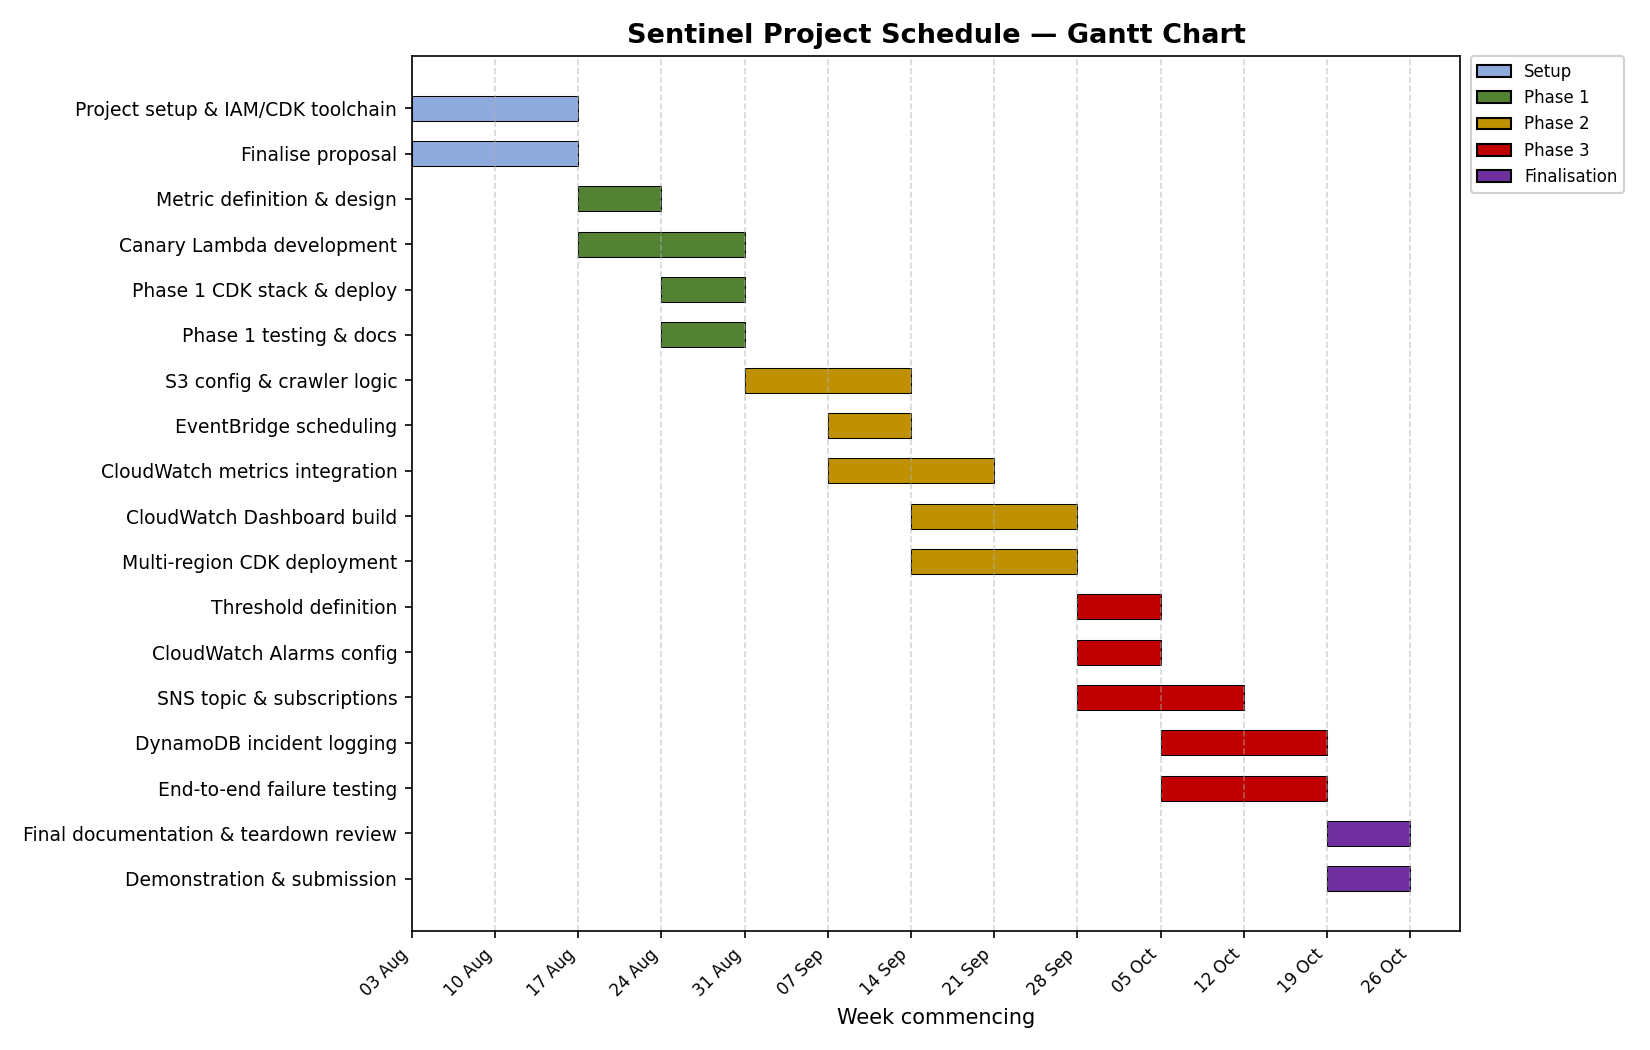 Sentinel Project Schedule — Gantt Chart
Setup
Phase 1
Phase 2
Phase 3
Finalisation
Project setup & IAM/CDK toolchain
Finalise proposal
Metric definition & design
Canary Lambda development
Phase 1 CDK stack & deploy
Phase 1 testing & docs
S3 config & crawler logic
EventBridge scheduling
CloudWatch metrics integration
CloudWatch Dashboard build
Multi-region CDK deployment
Threshold definition
CloudWatch Alarms config
SNS topic & subscriptions
DynamoDB incident logging
End-to-end failure testing
Final documentation & teardown review
Demonstration & submission
03 Aug
10 Aug
17 Aug
24 Aug
31 Aug
07 Sep
14 Sep
21 Sep
28 Sep
05 Oct
12 Oct
19 Oct
26 Oct
Week commencing